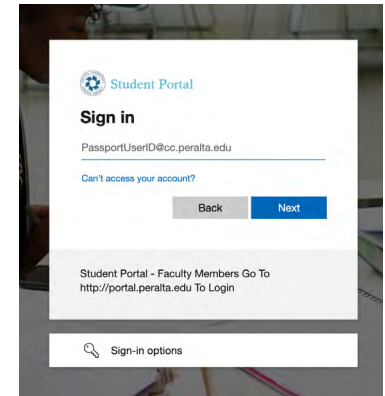 Student Portal
Sign in
PassportUserID@cc.peralta.edu
Can't access your account?
Back
Next
Student Portal - Faculty Members Go To
http://portal.peralta.edu To Login
Sign-in options